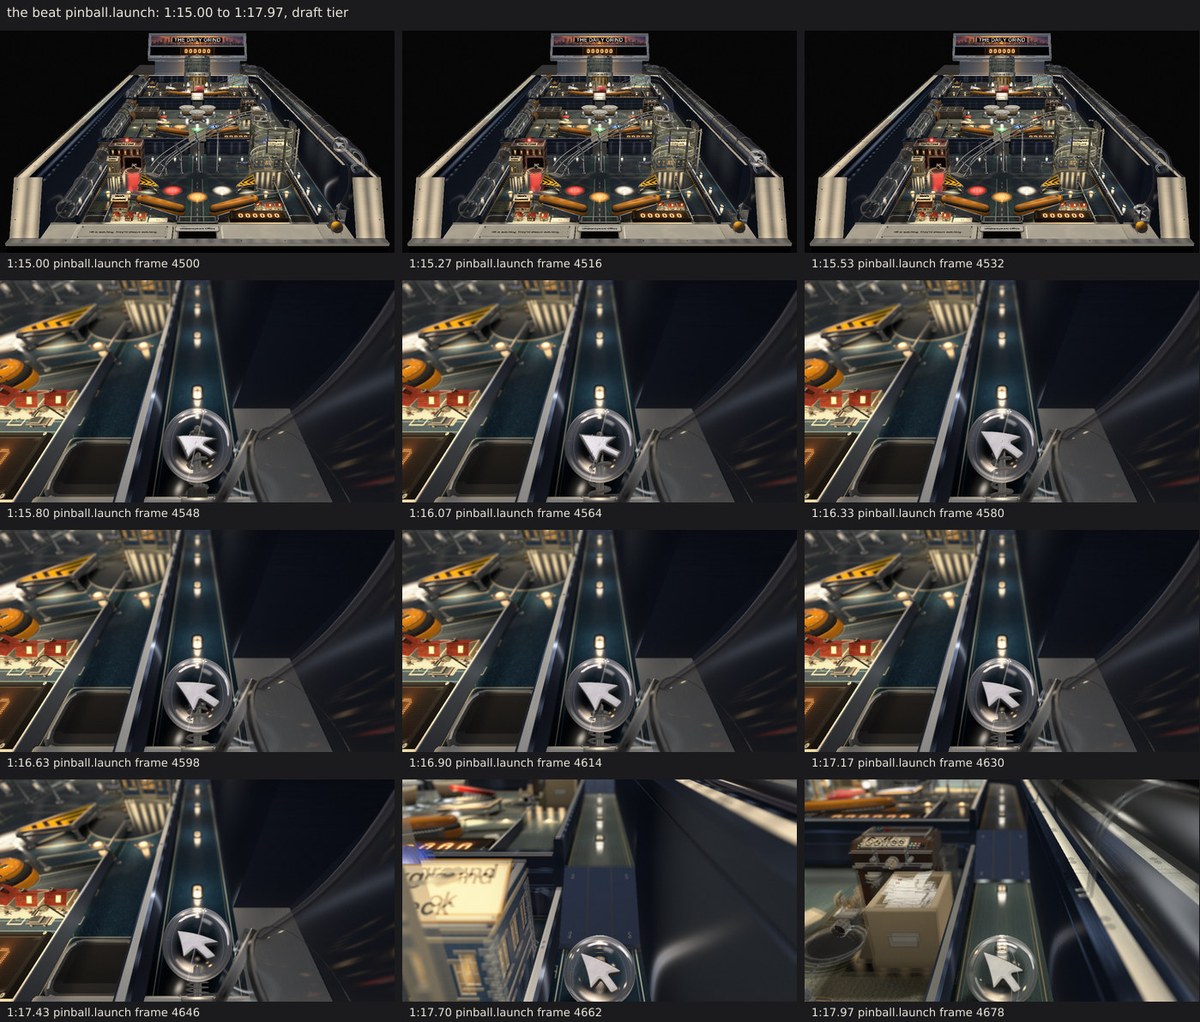 the beat pinball.launch: 1:15.00 to 1:17.97, draft tier
THE DAILY GRIND
000000
THE DAILY GRIND
000000
THE DAILY GRIND
000000
1:15.00 pinball.launch frame 4500
1:15.27 pinball.launch frame 4516
1:15.53 pinball.launch frame 4532
1:15.80 pinball.launch frame 4548
1:16.07 pinball.launch frame 4564
1:16.33 pinball.launch frame 4580
1:16.63 pinball.launch frame 4598
1:16.90 pinball.launch frame 4614
1:17.17 pinball.launch frame 4630
1:17.43 pinball.launch frame 4646
1:17.70 pinball.launch frame 4662
1:17.97 pinball.launch frame 4678